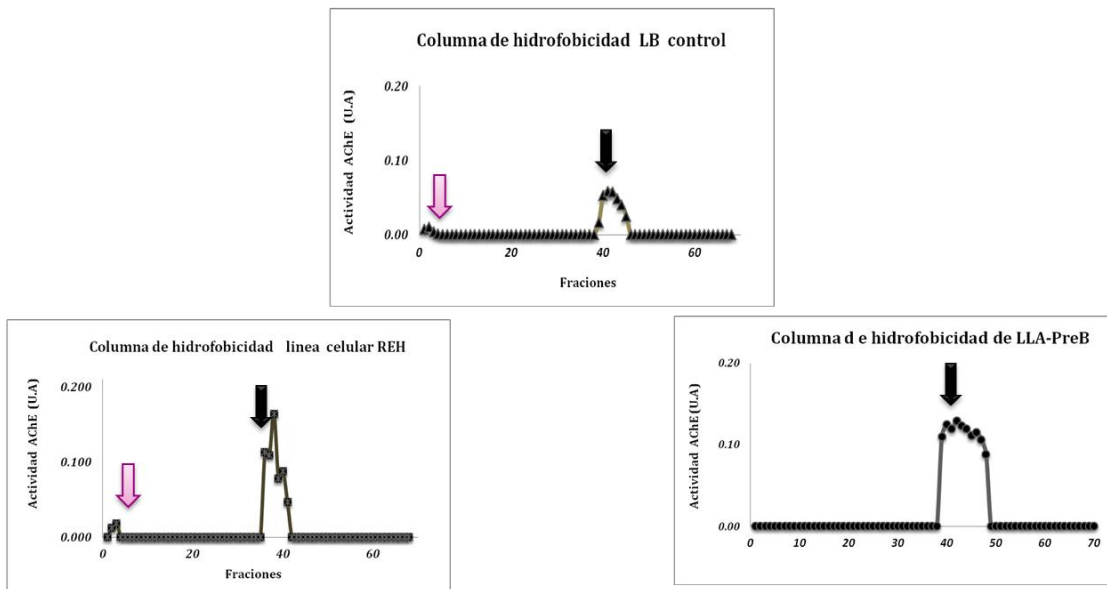 Columna de hidrofobicidad LB control
Actividad AChE (U.A)
0.20
0.10
0.00
0 20 40 60
Fraciones
Columna de hidrofobicidad linea celular REH
Actividad AChE (U.A)
0.200
0.100
0.000
0 20 40 60
Fraciones
Columna d e hidrofobicidad de LLA-PreB
Actividad AChE(U.A)
0.20
0.10
0.00
0 10 20 30 40 50 60 70